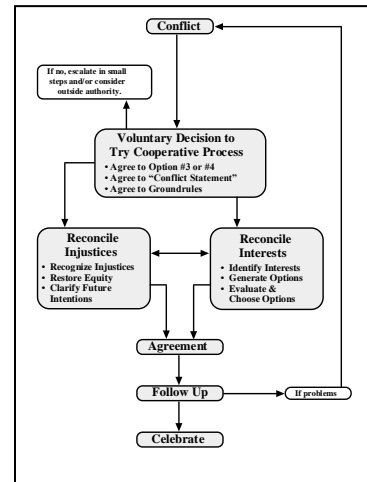 Conflict
If no, escalate in small
steps and/or consider
outside authority.
Voluntary Decision to
Try Cooperative Process
• Agree to Option #3 or #4
• Agree to “Conflict Statement”
• Agree to Groundrules
Reconcile
Injustices
• Recognize Injustices
• Restore Equity
• Clarify Future
Intentions
Reconcile
Interests
• Identify Interests
• Generate Options
• Evaluate &
Choose Options
Agreement
Follow Up
If problems
Celebrate